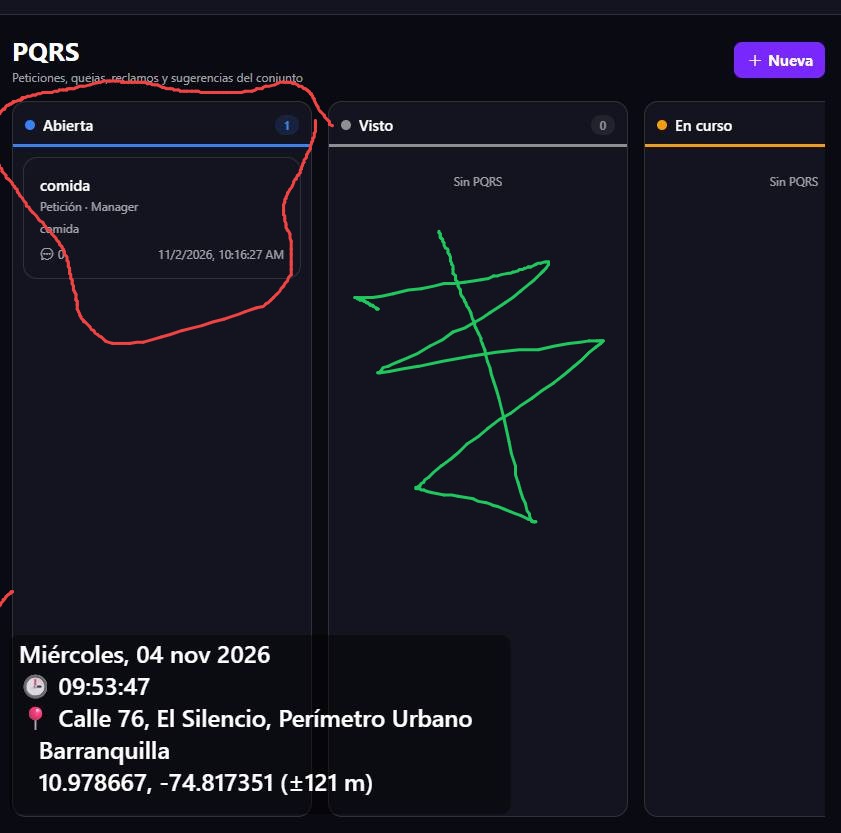 PQRS
Peticiones, quejas, reclamos y sugerencias del conjunto
+ Nueva
Abierta 1
Visto 0
En curso
comida
Petición · Manager
comida
0 11/2/2026, 10:16:27 AM
Sin PQRS
Sin PQRS
Miércoles, 04 nov 2026
09:53:47
Calle 76, El Silencio, Perímetro Urbano
Barranquilla
10.978667, -74.817351 (±121 m)